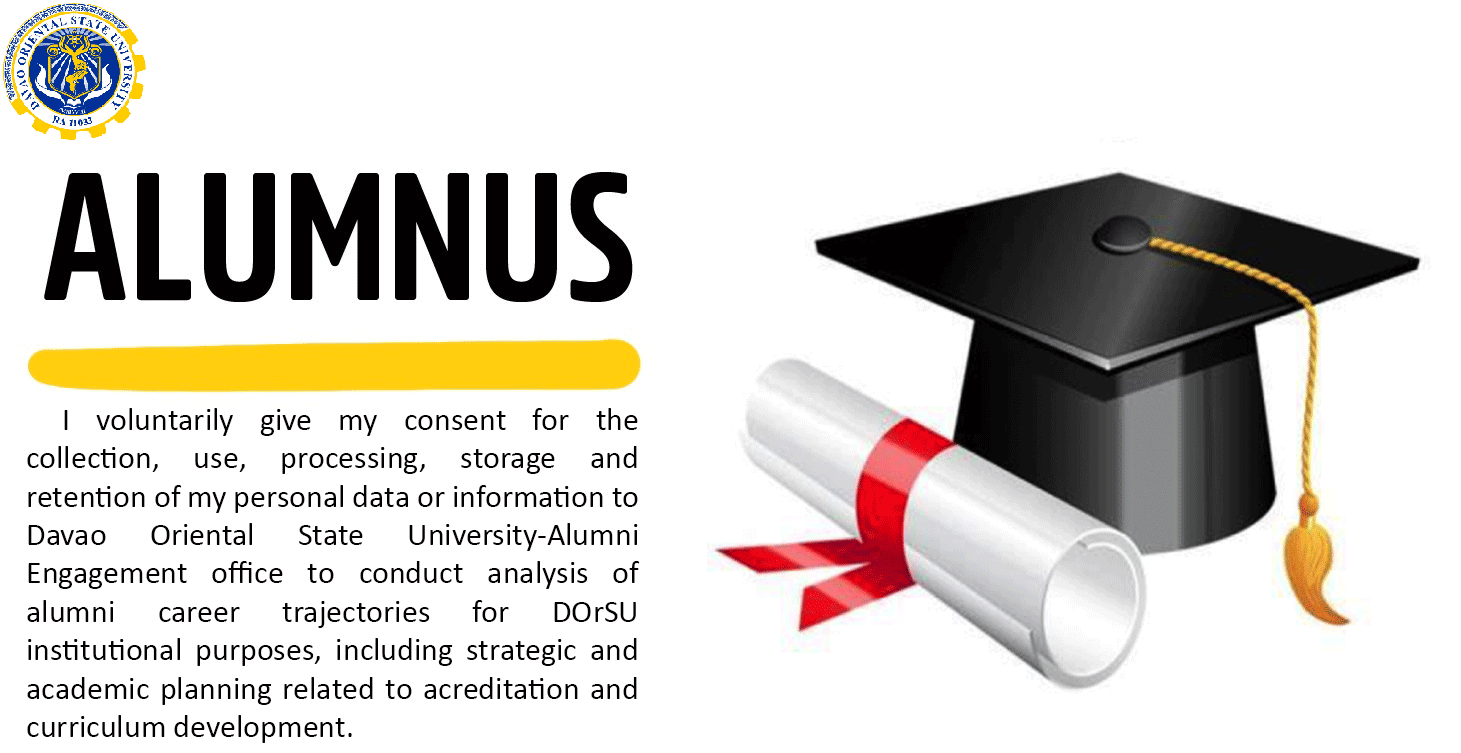 DAVAO ORIENTAL STATE UNIVERSITY
RA 11033
ALUMNUS
I voluntarily give my consent for the
collection, use, processing, storage and
retention of my personal data or information to
Davao Oriental State University-Alumni
Engagement office to conduct analysis of
alumni career trajectories for DOrSU
institutional purposes, including strategic and
academic planning related to acreditation and
curriculum development.